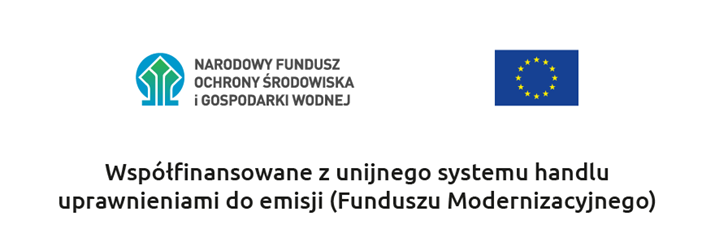 NARODOWY FUNDUSZ
OCHRONY ŚRODOWISKA
i GOSPODARKI WODNEJ
Współfinansowane z unijnego systemu handlu
uprawnieniami do emisji (Funduszu Modernizacyjnego)